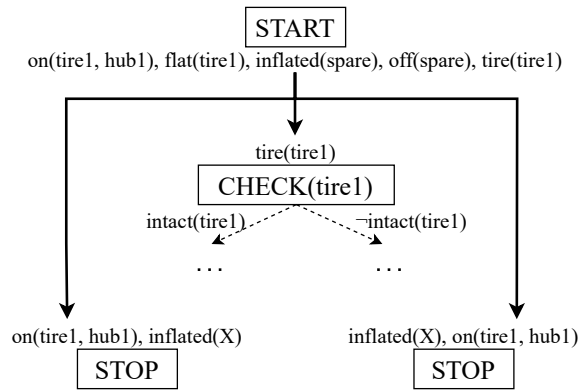 START
on(tire1, hub1), flat(tire1), inflated(spare), off(spare), tire(tire1)
tire(tire1)
CHECK(tire1)
intact(tire1)
¬intact(tire1)
...
...
on(tire1, hub1), inflated(X)
inflated(X), on(tire1, hub1)
STOP
STOP